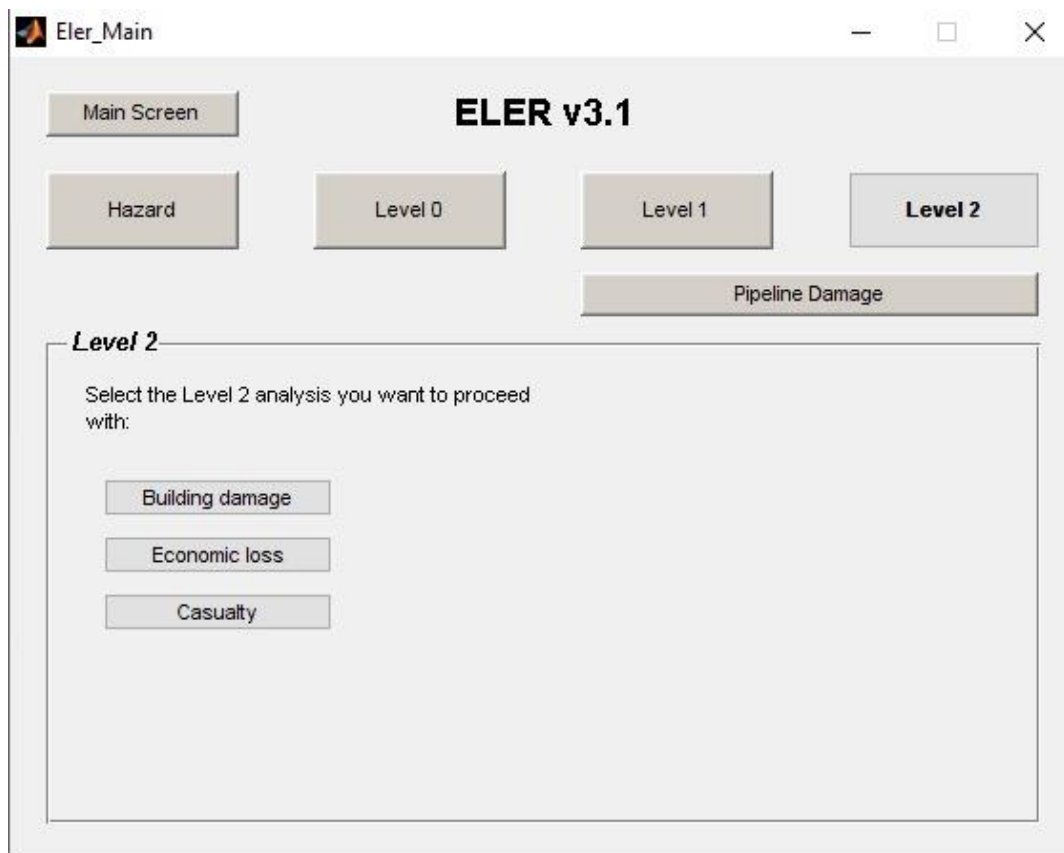 Eler_Main
Main Screen
ELER v3.1
Hazard
Level 0
Level 1
Level 2
Pipeline Damage
Level 2
Select the Level 2 analysis you want to proceed
with:
Building damage
Economic loss
Casualty